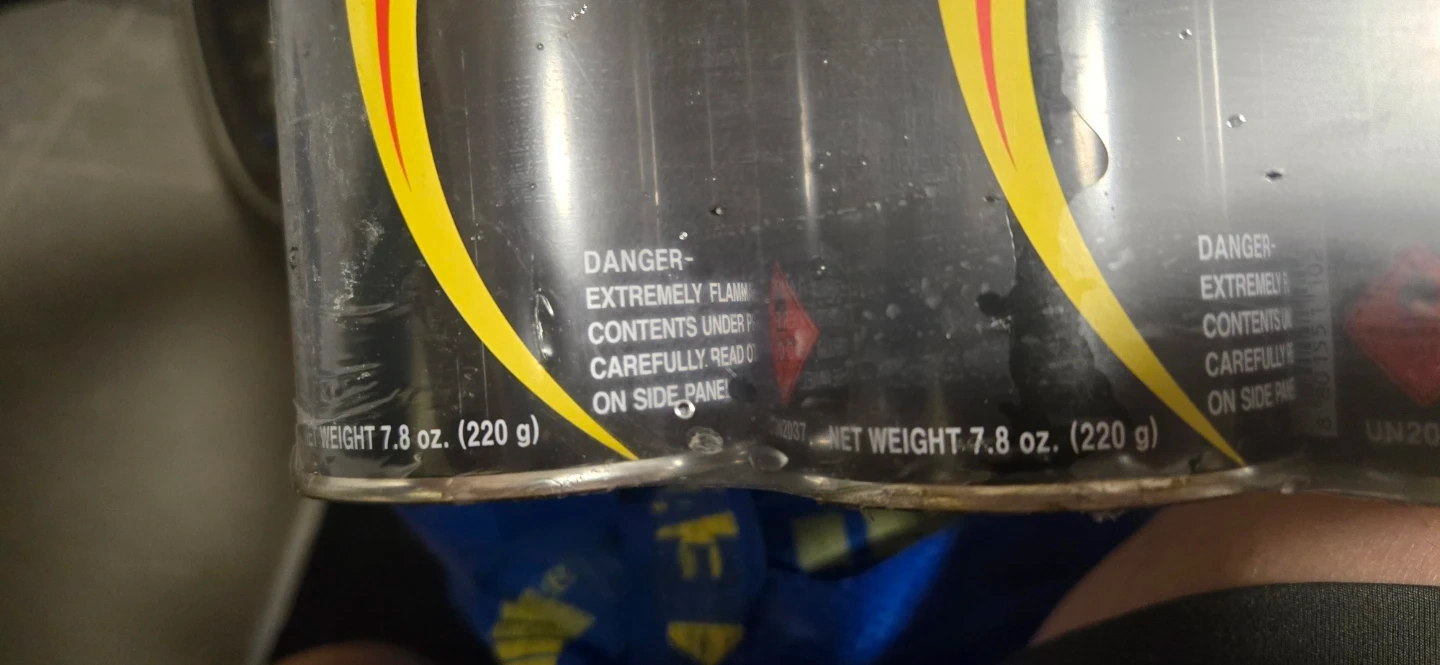 DANGER-
EXTREMELY
CONTENTS UNDER
CAREFULLY READ
ON SIDE PANEL
WEIGHT 7.8 oz. (220 g)
NET WEIGHT 7.8 oz. (220 g)
DANGER-
EXTREMELY
CONTENTS
CAREFULLY
ON SIDE